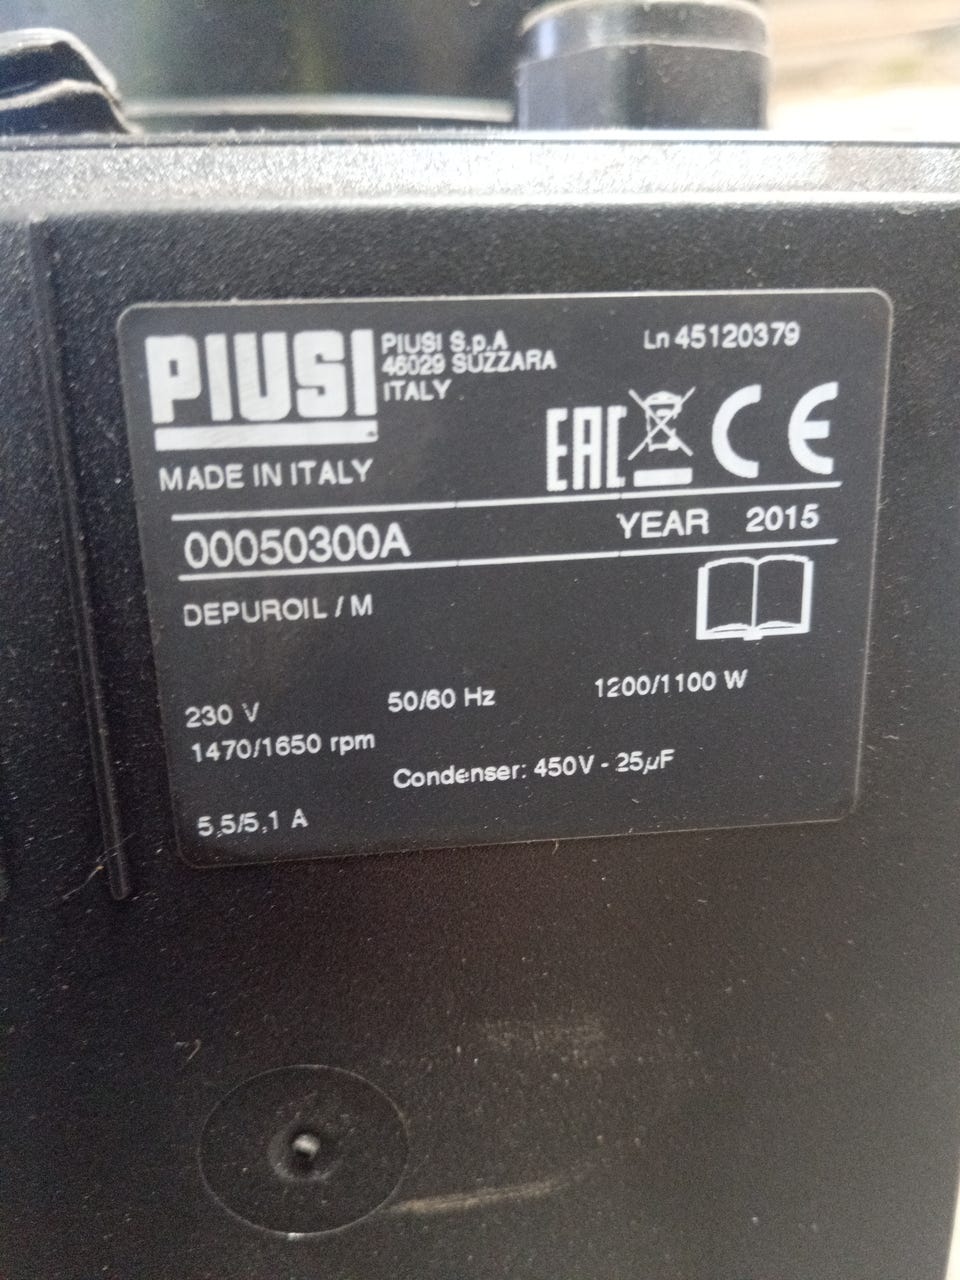 PIUSI
PIUSI S.p.A
46029 SUZZARA
ITALY
Ln 45120379
MADE IN ITALY
EAC
CE
00050300A YEAR 2015
DEPUROIL / M
230 V 50/60 Hz 1200/1100 W
1470/1650 rpm
Condenser: 450V - 25µF
5,5/5,1 A